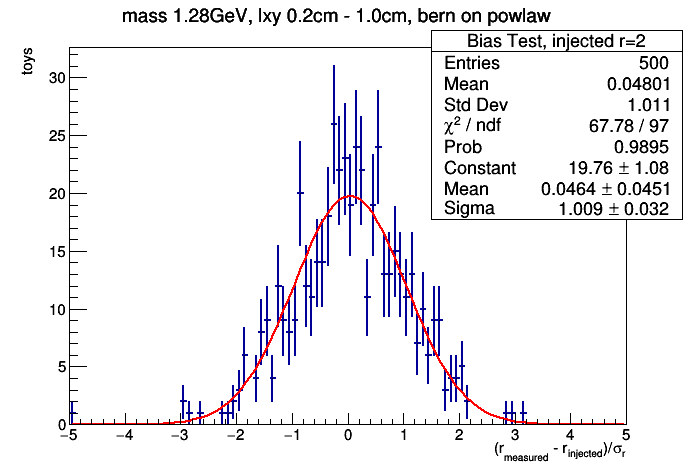 mass 1.28GeV, lxy 0.2cm - 1.0cm, bern on powlaw
Bias Test, injected r=2
Entries 500
Mean 0.04801
Std Dev 1.011
χ² / ndf 67.78 / 97
Prob 0.9895
Constant 19.76 ± 1.08
Mean 0.0464 ± 0.0451
Sigma 1.009 ± 0.032
toys
30
25
20
15
10
5
0
−5 −4 −3 −2 −1 0 1 2 3 4 5
(r_measured - r_injected)/σ_r